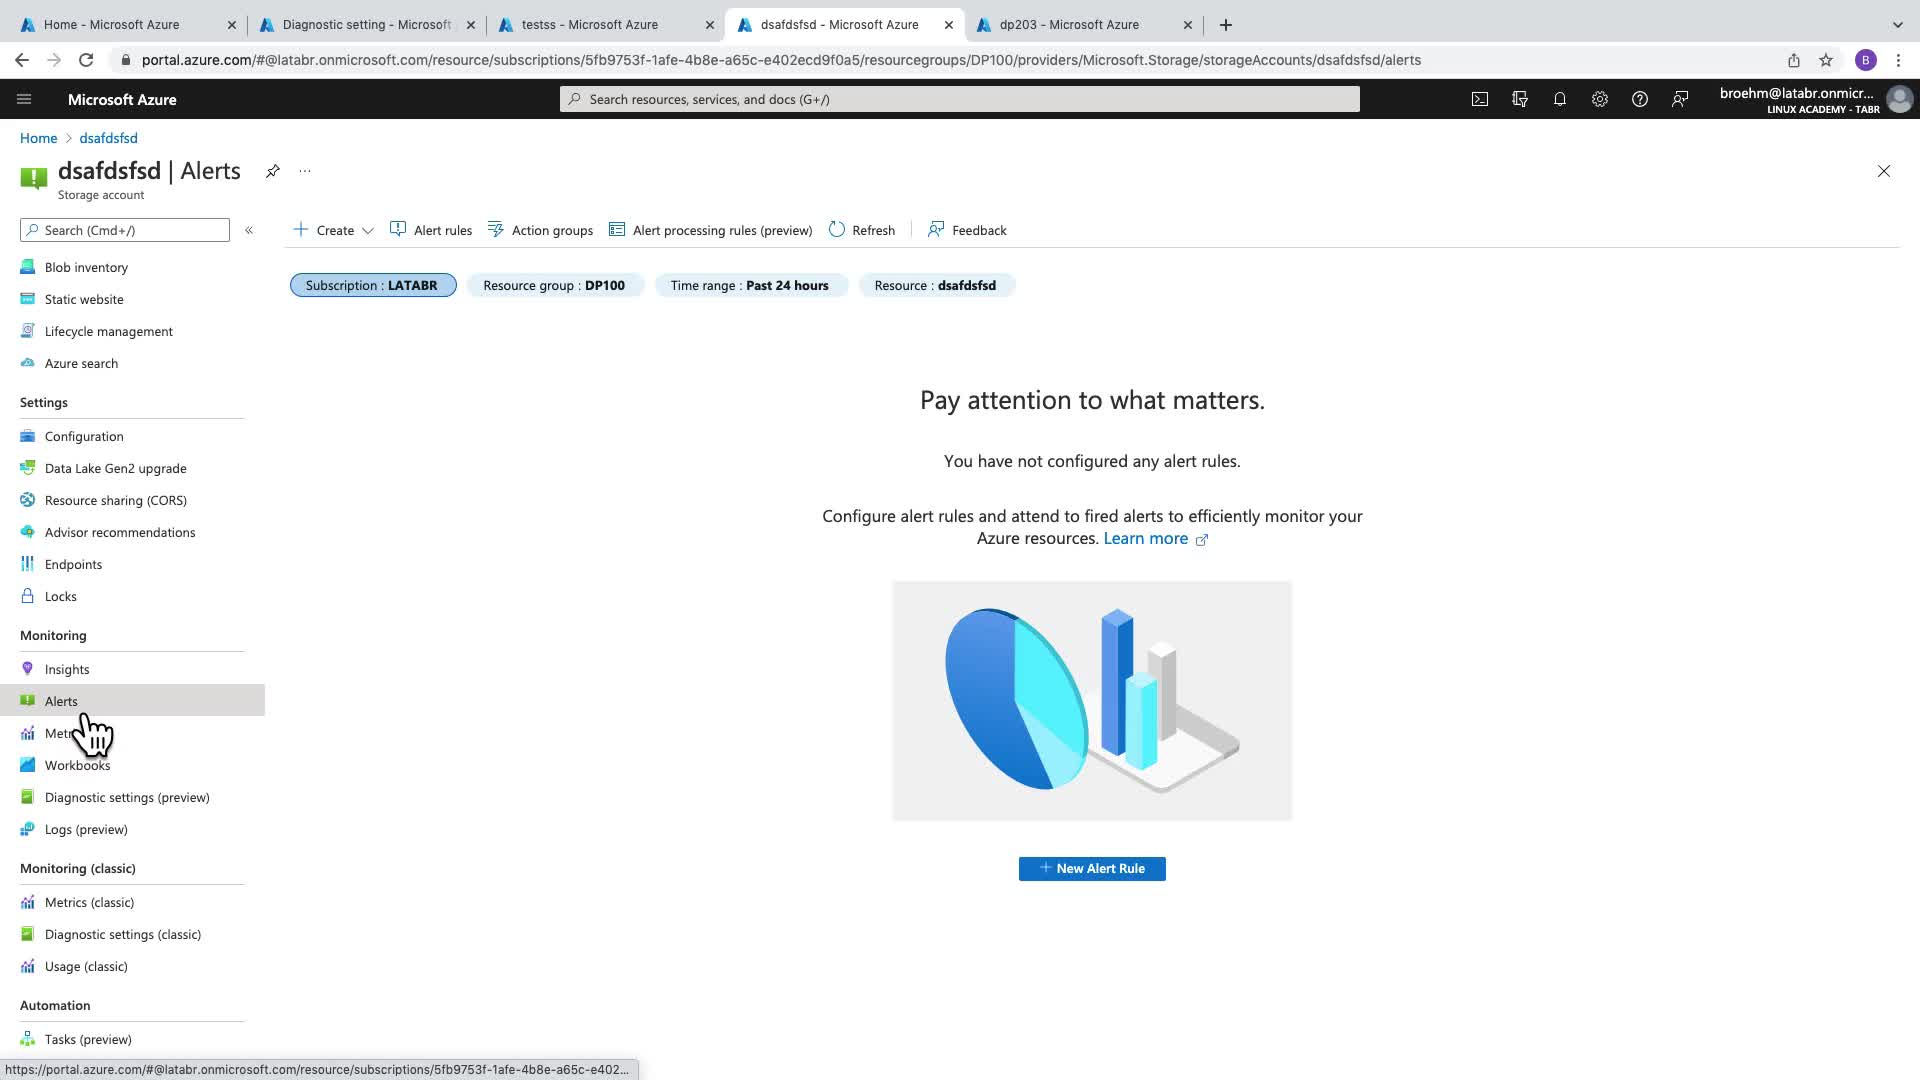 Home - Microsoft Azure
Diagnostic setting - Microsoft
testss - Microsoft Azure
dsafdsfsd - Microsoft Azure
dp203 - Microsoft Azure
portal.azure.com/#@latabr.onmicrosoft.com/resource/subscriptions/5fb9753f-1afe-4b8e-a65c-e402ecd9f0a5/resourcegroups/DP100/providers/Microsoft.Storage/storageAccounts/dsafdsfsd/alerts
B
Microsoft Azure
Search resources, services, and docs (G+/)
broehm@latabr.onmicr...
LINUX ACADEMY - TABR
Home > dsafdsfsd
dsafdsfsd | Alerts
...
Storage account
Search (Cmd+/)
«
Create
Alert rules
Action groups
Alert processing rules (preview)
Refresh
Feedback
Subscription : LATABR
Resource group : DP100
Time range : Past 24 hours
Resource : dsafdsfsd
Blob inventory
Static website
Lifecycle management
Azure search
Settings
Configuration
Data Lake Gen2 upgrade
Resource sharing (CORS)
Advisor recommendations
Endpoints
Locks
Monitoring
Insights
Alerts
Metr
Workbooks
Diagnostic settings (preview)
Logs (preview)
Monitoring (classic)
Metrics (classic)
Diagnostic settings (classic)
Usage (classic)
Automation
Tasks (preview)
Pay attention to what matters.
You have not configured any alert rules.
Configure alert rules and attend to fired alerts to efficiently monitor your
Azure resources. Learn more
+ New Alert Rule
https://portal.azure.com/#@latabr.onmicrosoft.com/resource/subscriptions/5fb9753f-1afe-4b8e-a65c-e402...